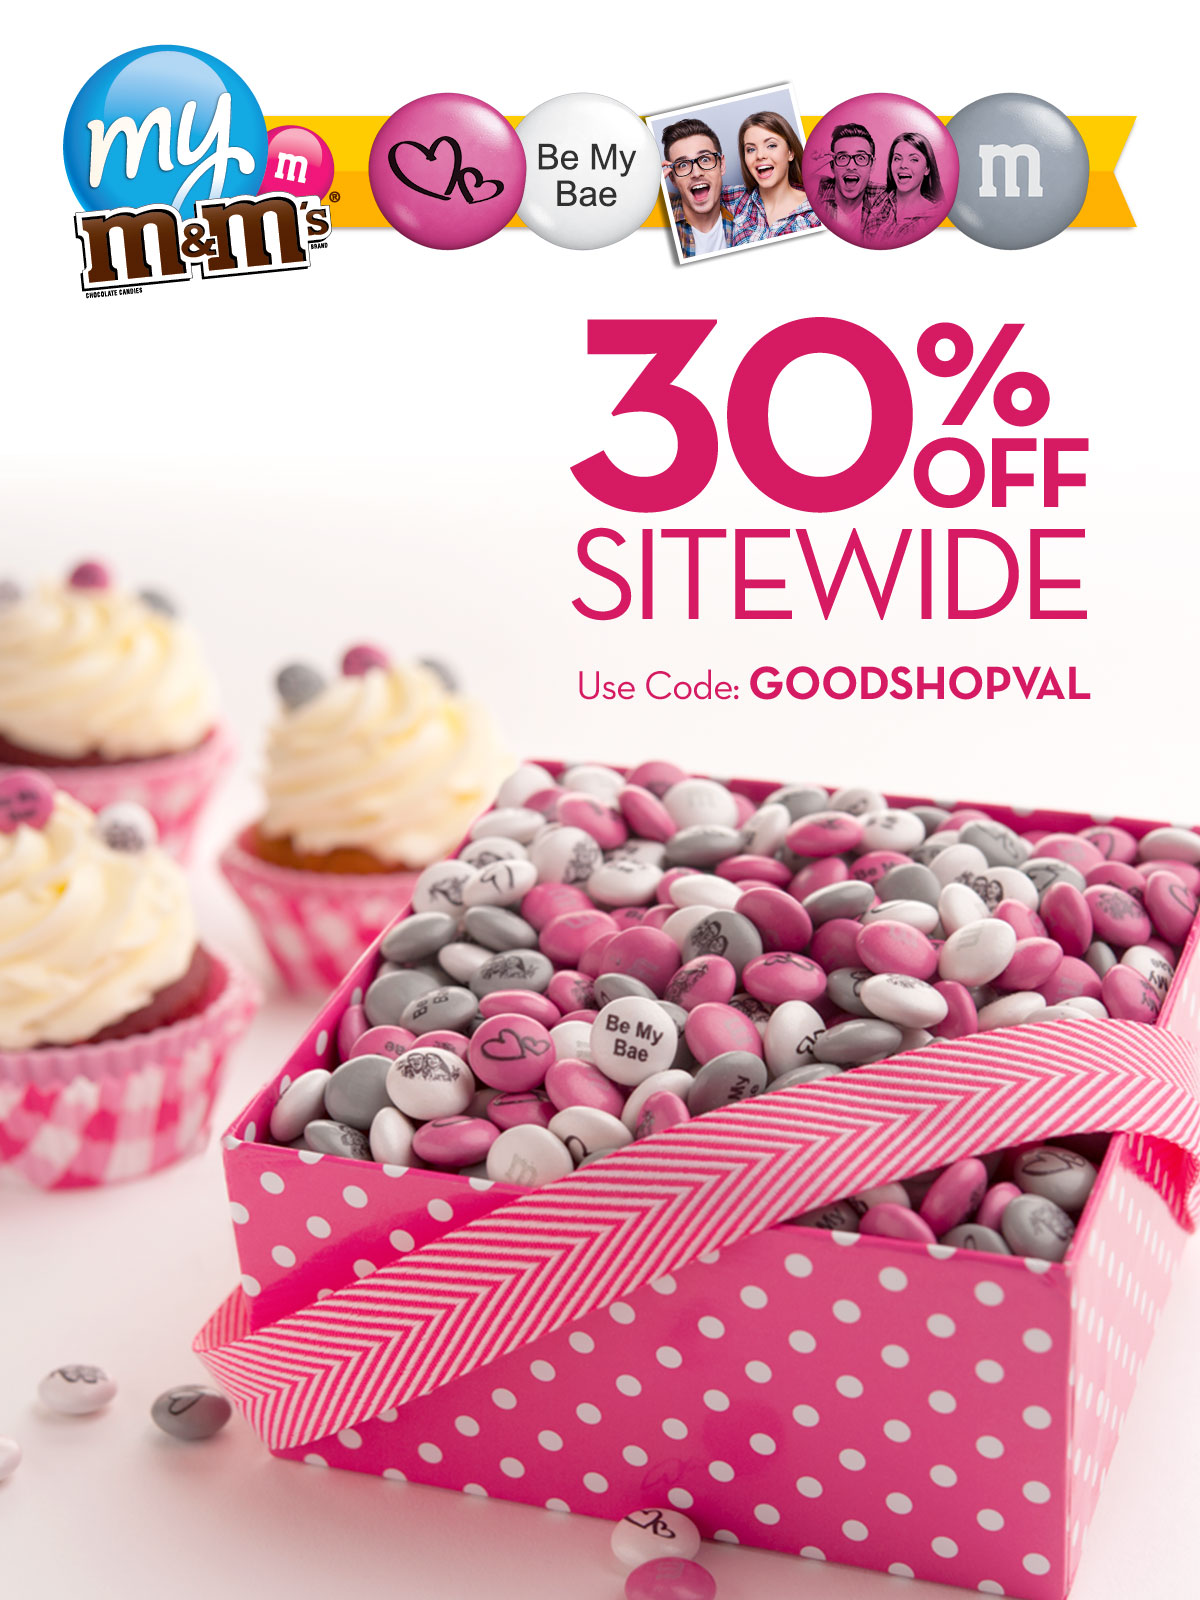 my
m
m&m's®
BRAND
CHOCOLATE CANDIES
Be My
Bae
m
30%
OFF
SITEWIDE
Use Code: GOODSHOPVAL
Be My
Bae